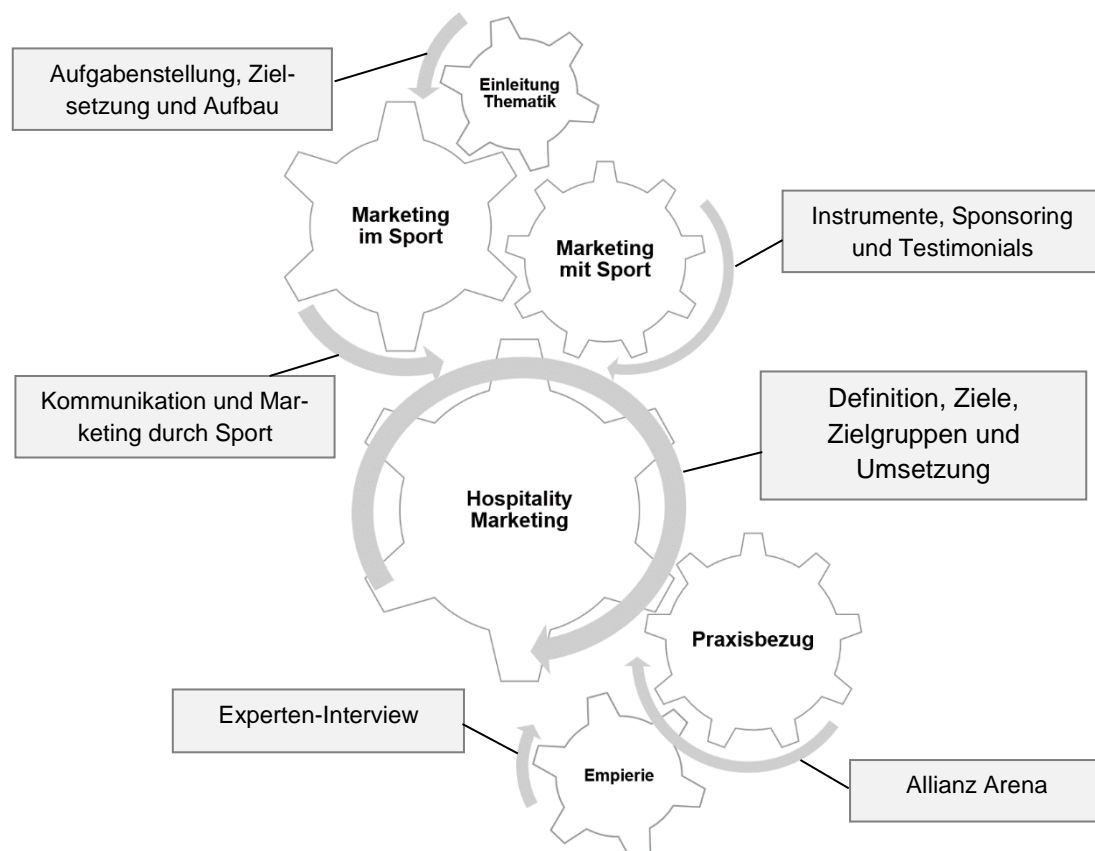 Aufgabenstellung, Ziel-
setzung und Aufbau
Einleitung
Thematik
Marketing
im Sport
Marketing
mit Sport
Instrumente, Sponsoring
und Testimonials
Kommunikation und Mar-
keting durch Sport
Definition, Ziele,
Zielgruppen und
Umsetzung
Hospitality
Marketing
Praxisbezug
Experten-Interview
Empierie
Allianz Arena